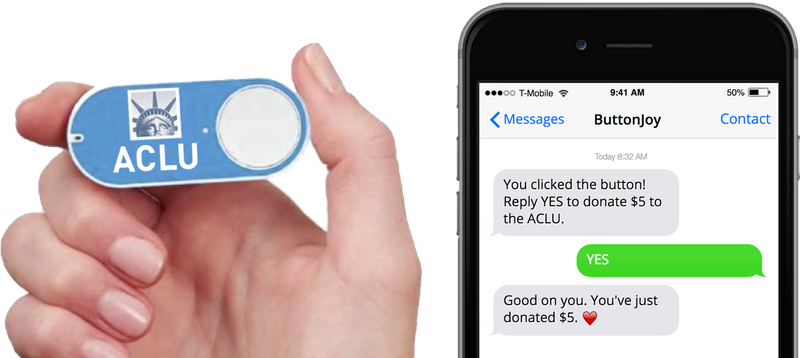 ACLU
T-Mobile
9:41 AM
50%
Messages
ButtonJoy
Contact
Today 8:32 AM
You clicked the button!
Reply YES to donate $5 to
the ACLU.
YES
Good on you. You've just
donated $5. ❤️